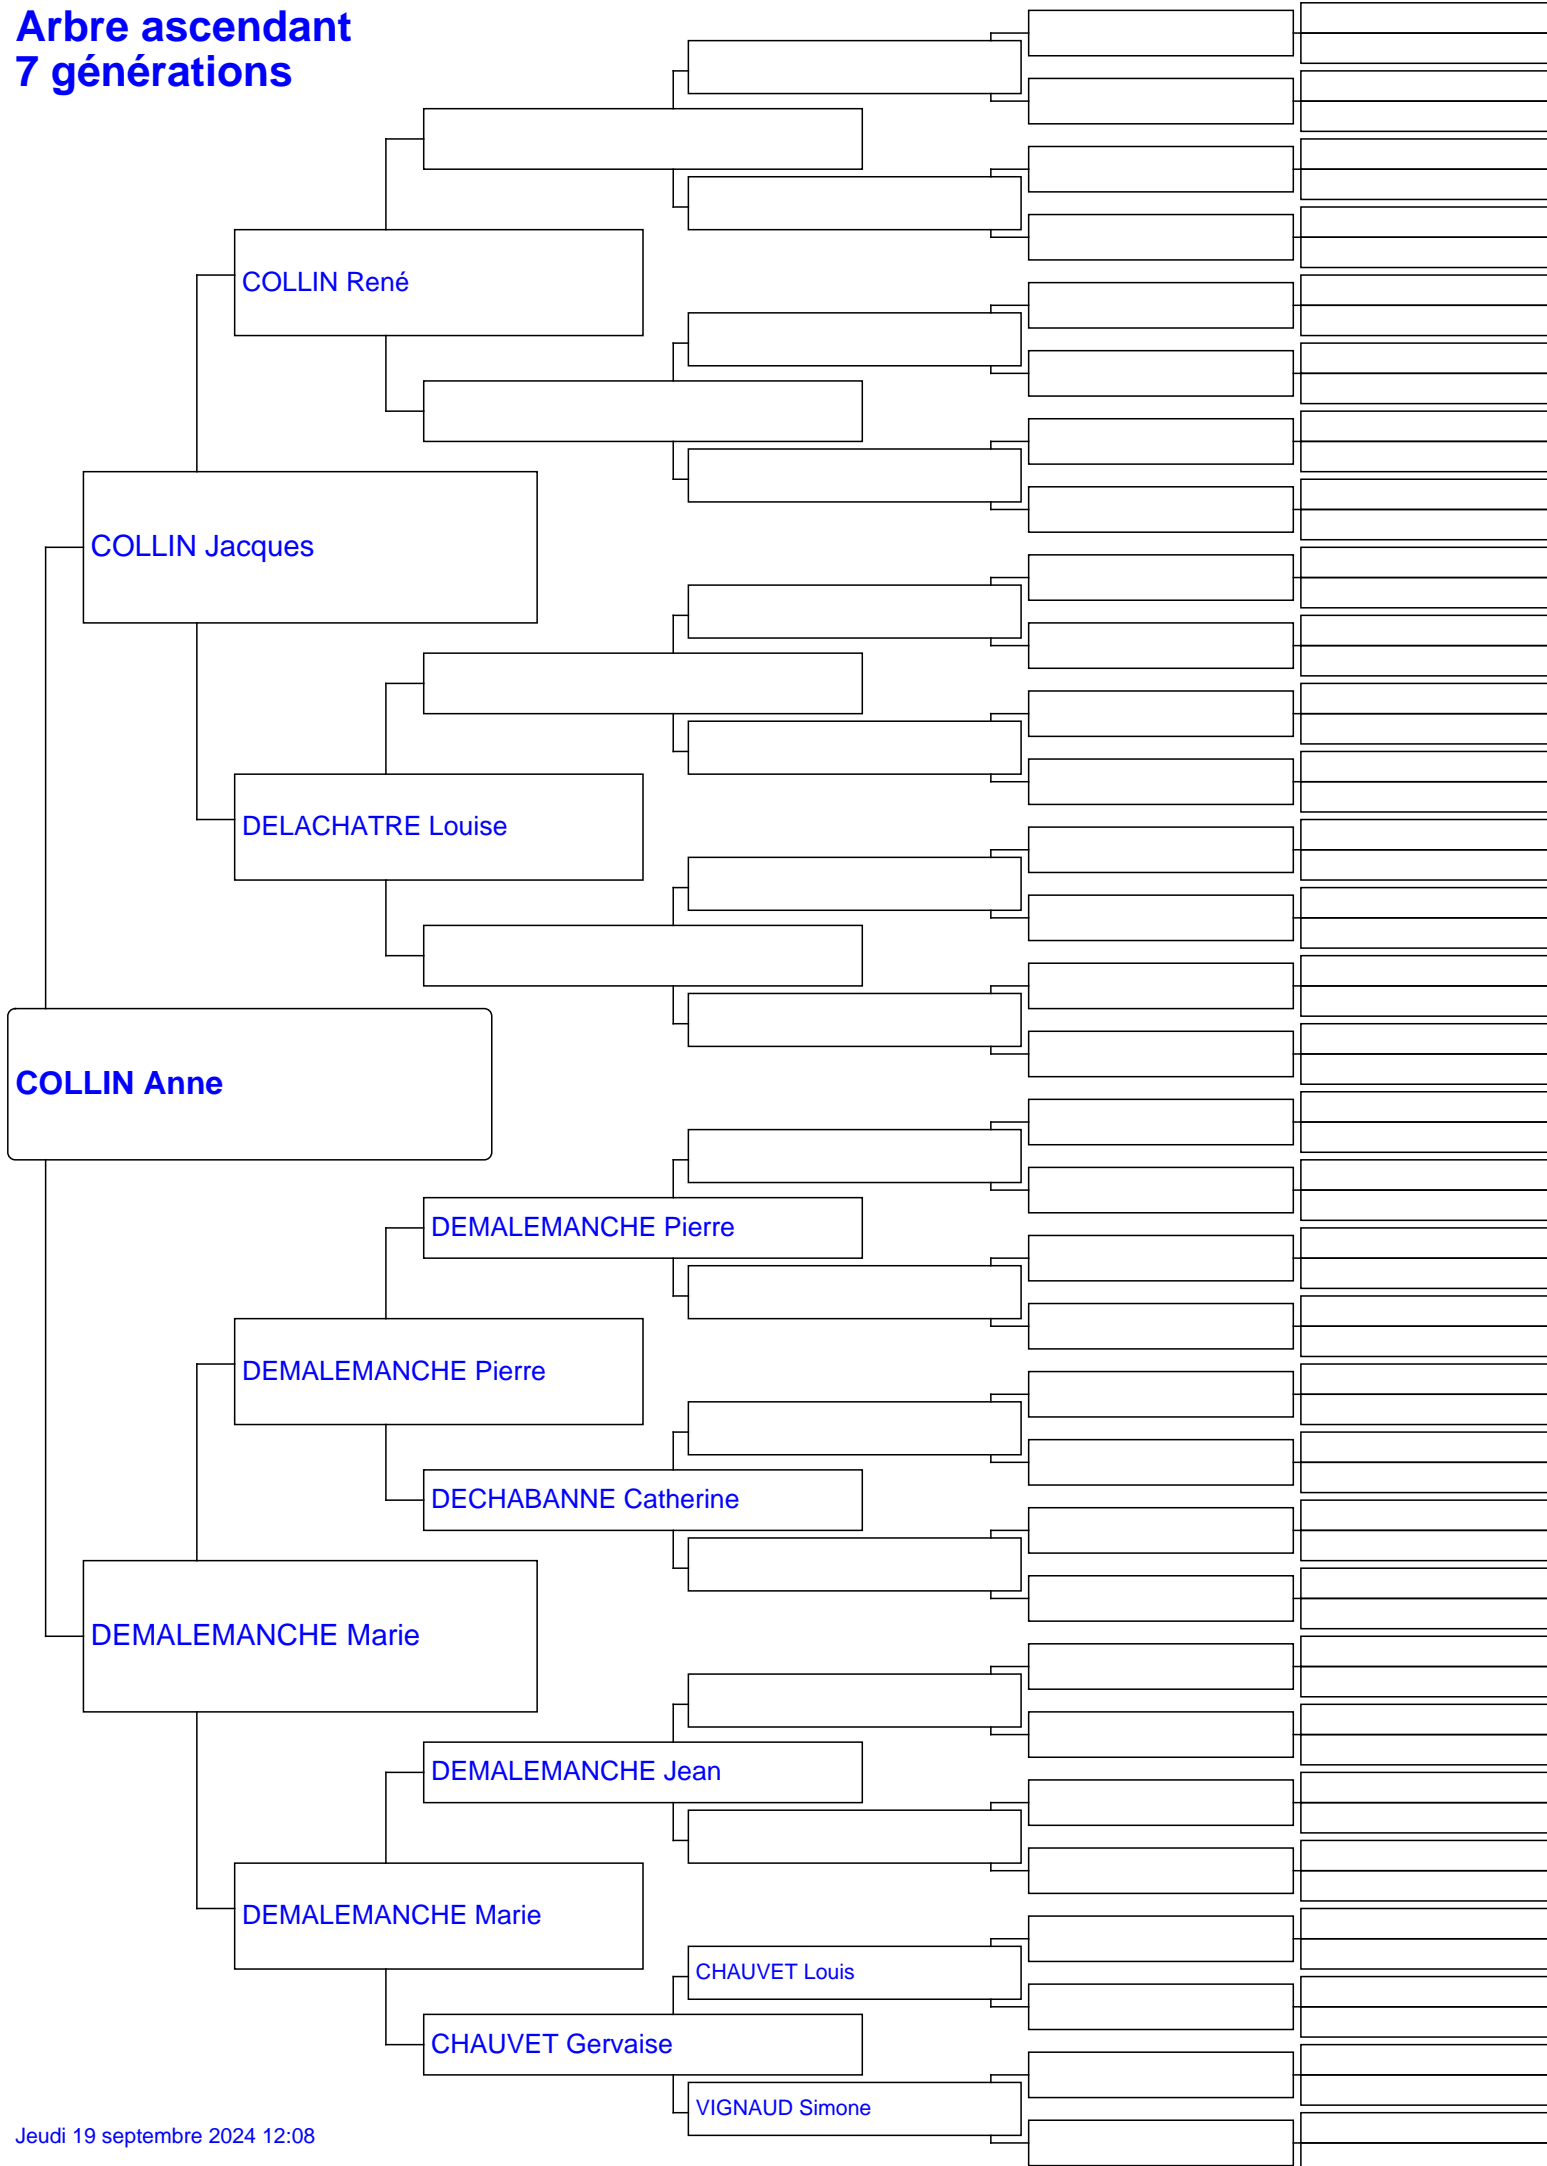 Arbre ascendant
7 générations
COLLIN René
COLLIN Jacques
DELACHATRE Louise
COLLIN Anne
DEMALEMANCHE Pierre
DEMALEMANCHE Pierre
DECHABANNE Catherine
DEMALEMANCHE Marie
DEMALEMANCHE Jean
DEMALEMANCHE Marie
CHAUVET Louis
CHAUVET Gervaise
VIGNAUD Simone
Jeudi 19 septembre 2024 12:08